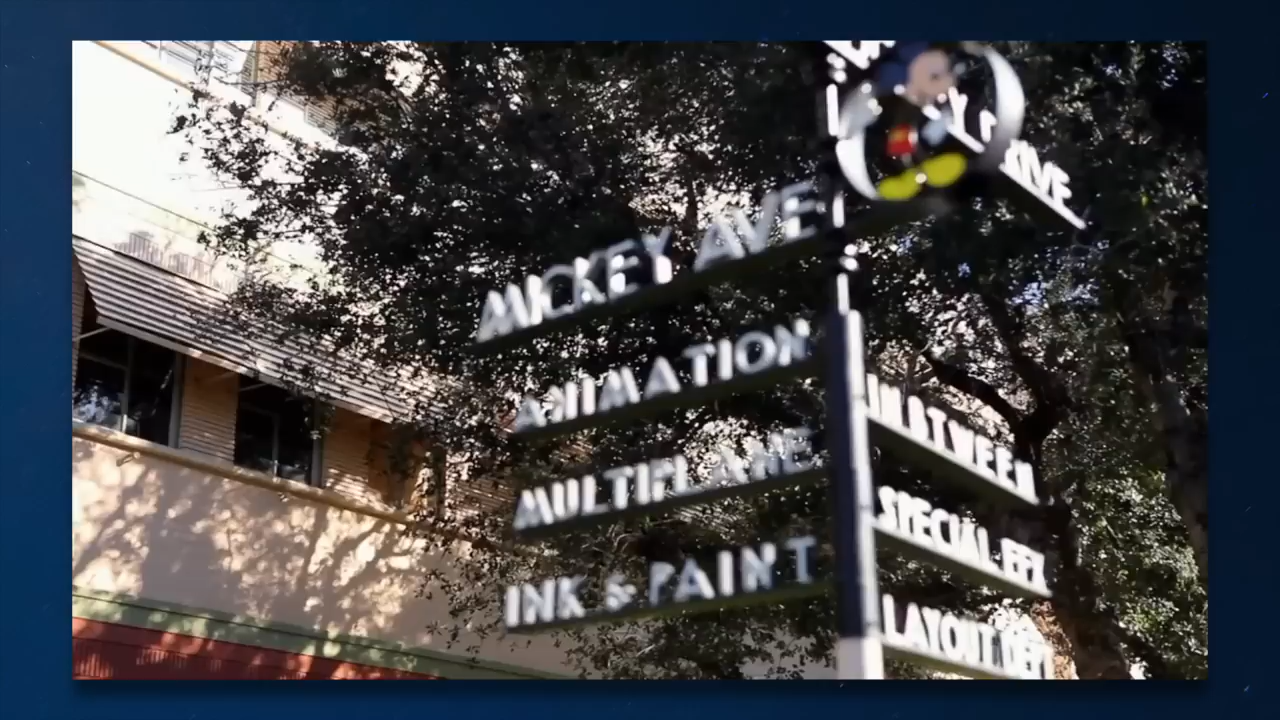 MICKEY AVE
ANIMATION
MULTIPLANE
INK & PAINT
INBTWEEN
SPECIAL EFX
LAYOUT DEPT